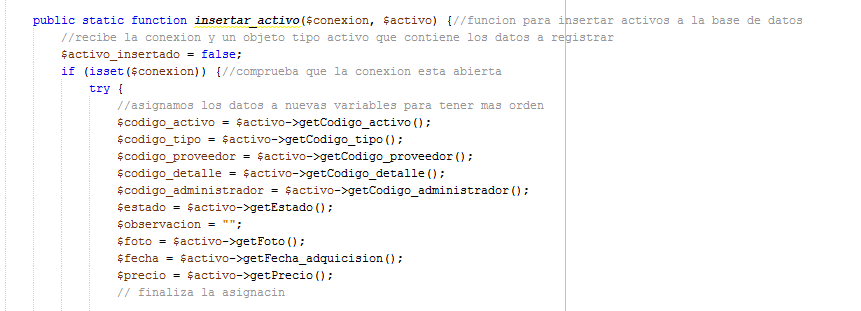 public static function insertar_activo($conexion, $activo) {//funcion para insertar activos a la base de datos
//recibe la conexion y un objeto tipo activo que contiene los datos a registrar
$activo_insertado = false;
if (isset($conexion)) {//comprueba que la conexion esta abierta
try {
//asignamos los datos a nuevas variables para tener mas orden
$codigo_activo = $activo->getCodigo_activo();
$codigo_tipo = $activo->getCodigo_tipo();
$codigo_proveedor = $activo->getCodigo_proveedor();
$codigo_detalle = $activo->getCodigo_detalle();
$codigo_administrador = $activo->getCodigo_administrador();
$estado = $activo->getEstado();
$observacion = "";
$foto = $activo->getFoto();
$fecha = $activo->getFecha_adquicision();
$precio = $activo->getPrecio();
// finaliza la asignacin